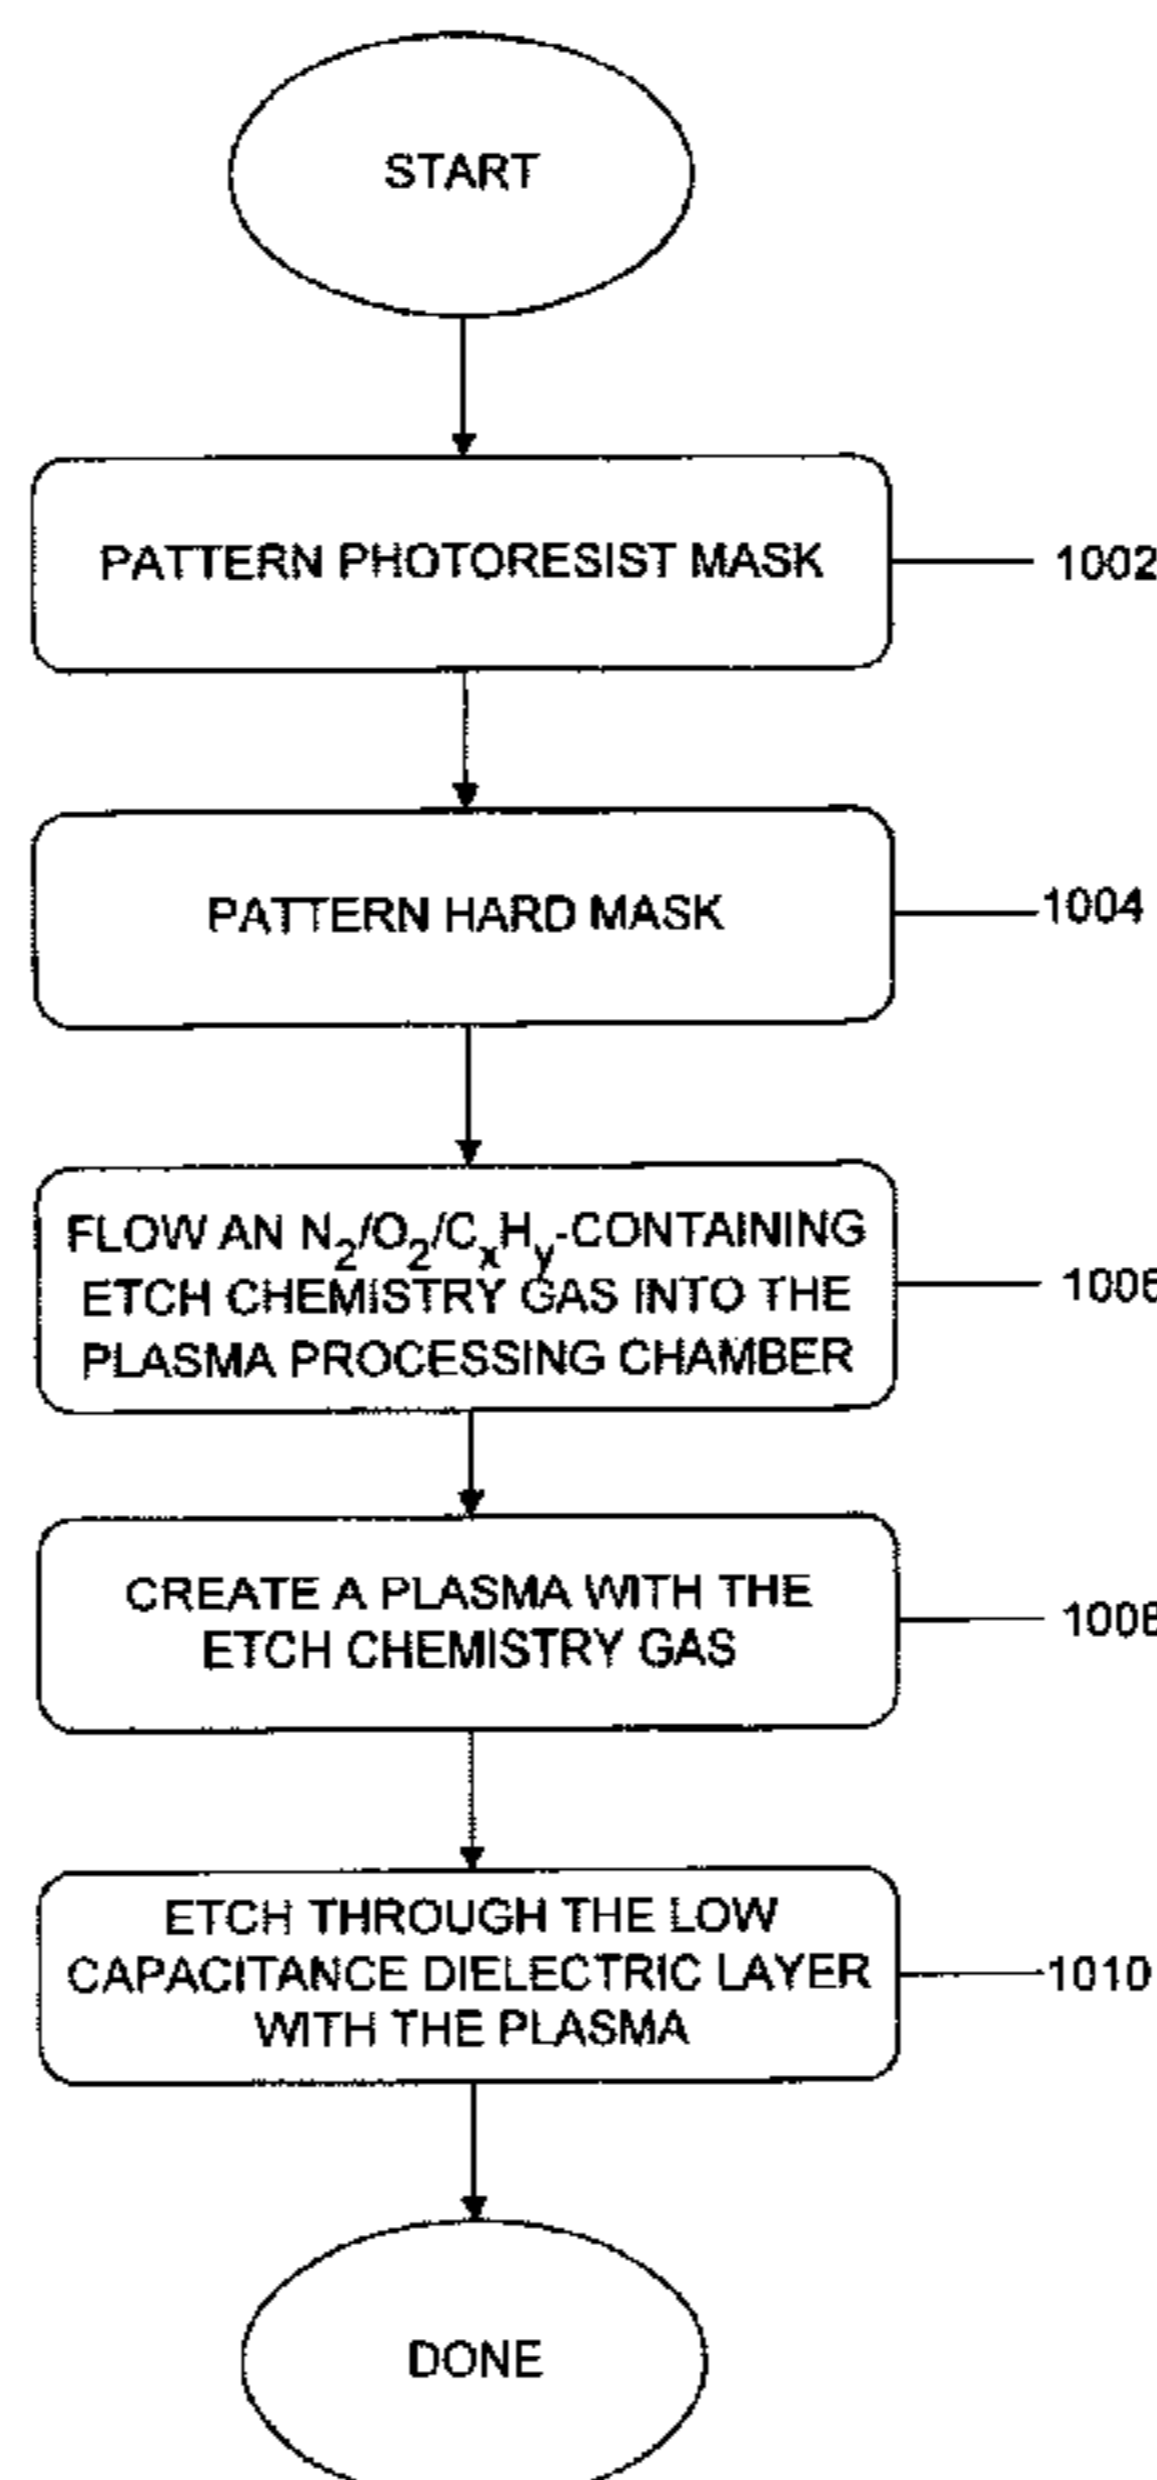 START
PATTERN PHOTORESIST MASK
1002
PATTERN HARD MASK
1004
FLOW AN N₂/O₂/CₓHy-CONTAINING
ETCH CHEMISTRY GAS INTO THE
PLASMA PROCESSING CHAMBER
1006
CREATE A PLASMA WITH THE
ETCH CHEMISTRY GAS
1008
ETCH THROUGH THE LOW
CAPACITANCE DIELECTRIC LAYER
WITH THE PLASMA
1010
DONE